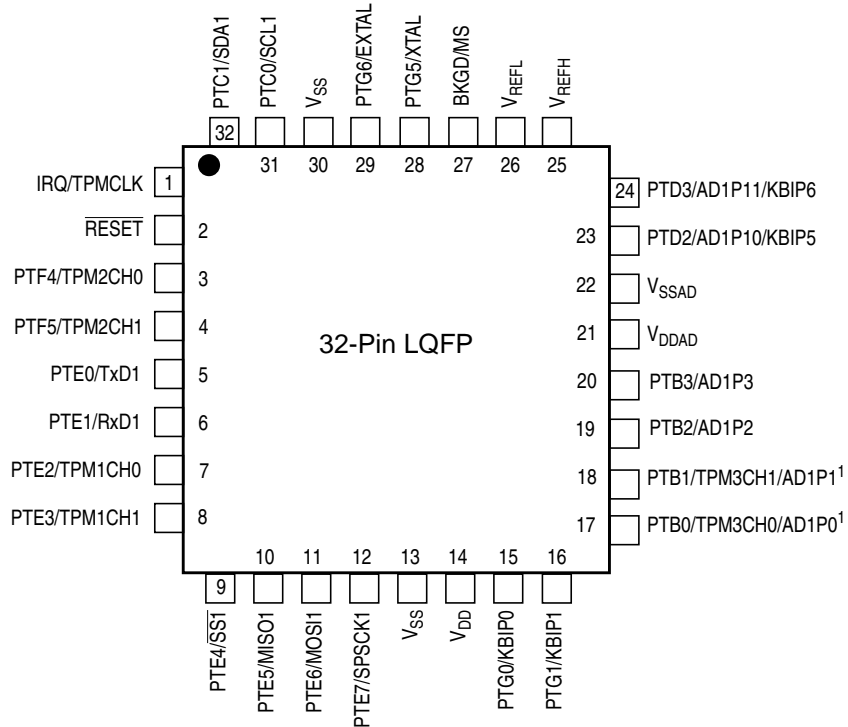 PTC1/SDA1
PTC0/SCL1
VSS
PTG6/EXTAL
PTG5/XTAL
BKGD/MS
VREFL
VREFH
32
31
30
29
28
27
26
25
IRQ/TPMCLK 1
RESET 2
PTF4/TPM2CH0 3
PTF5/TPM2CH1 4
PTE0/TxD1 5
PTE1/RxD1 6
PTE2/TPM1CH0 7
PTE3/TPM1CH1 8
32-Pin LQFP
24 PTD3/AD1P11/KBIP6
23 PTD2/AD1P10/KBIP5
22 VSSAD
21 VDDAD
20 PTB3/AD1P3
19 PTB2/AD1P2
18 PTB1/TPM3CH1/AD1P1¹
17 PTB0/TPM3CH0/AD1P0¹
9
10
11
12
13
14
15
16
PTE4/SS1
PTE5/MISO1
PTE6/MOSI1
PTE7/SPSCK1
VSS
VDD
PTG0/KBIP0
PTG1/KBIP1